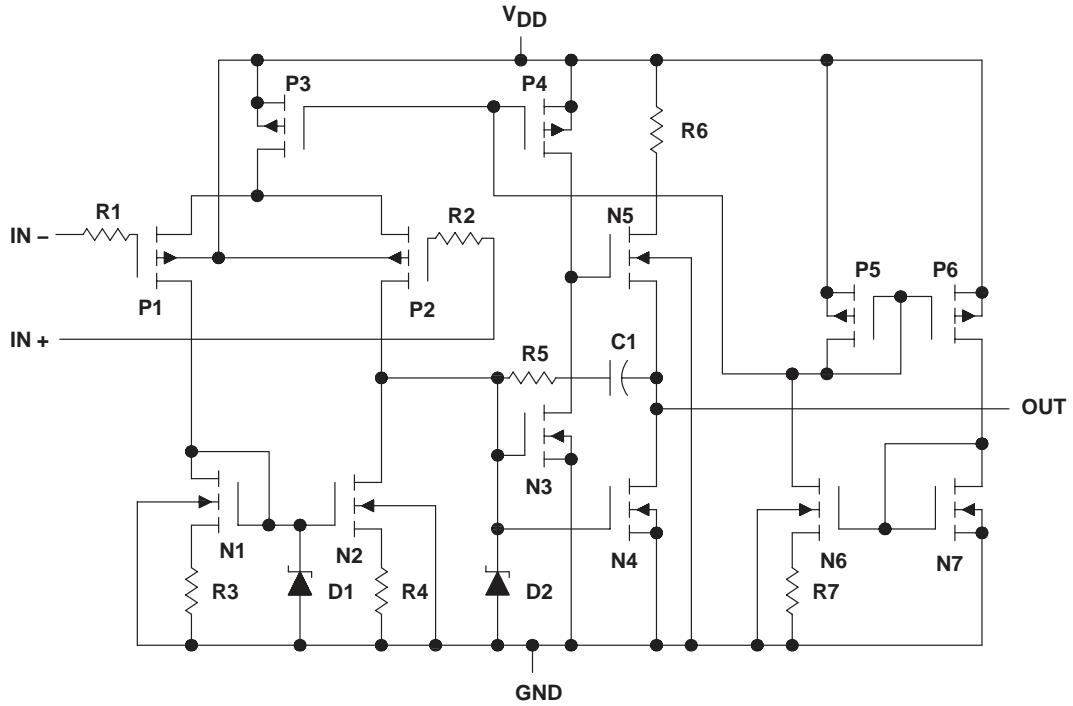 VDD
P3
P4
R6
R1
R2
N5
IN –
P5
P6
P1
P2
IN +
R5
C1
OUT
N3
N1
N2
N4
N6
N7
R3
D1
R4
D2
R7
GND